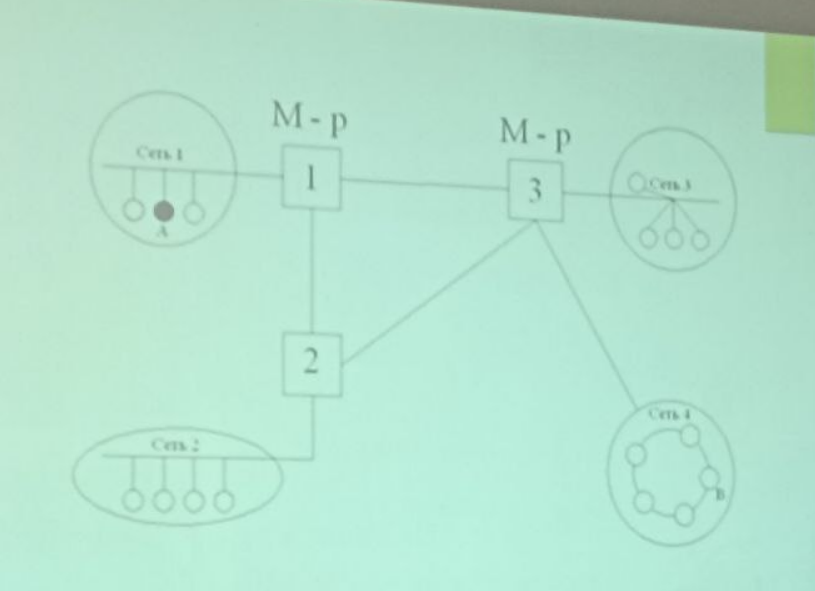 М - р
М - р
Сеть 1
1
3
Сеть 3
А
2
Сеть 4
Сеть 2
В